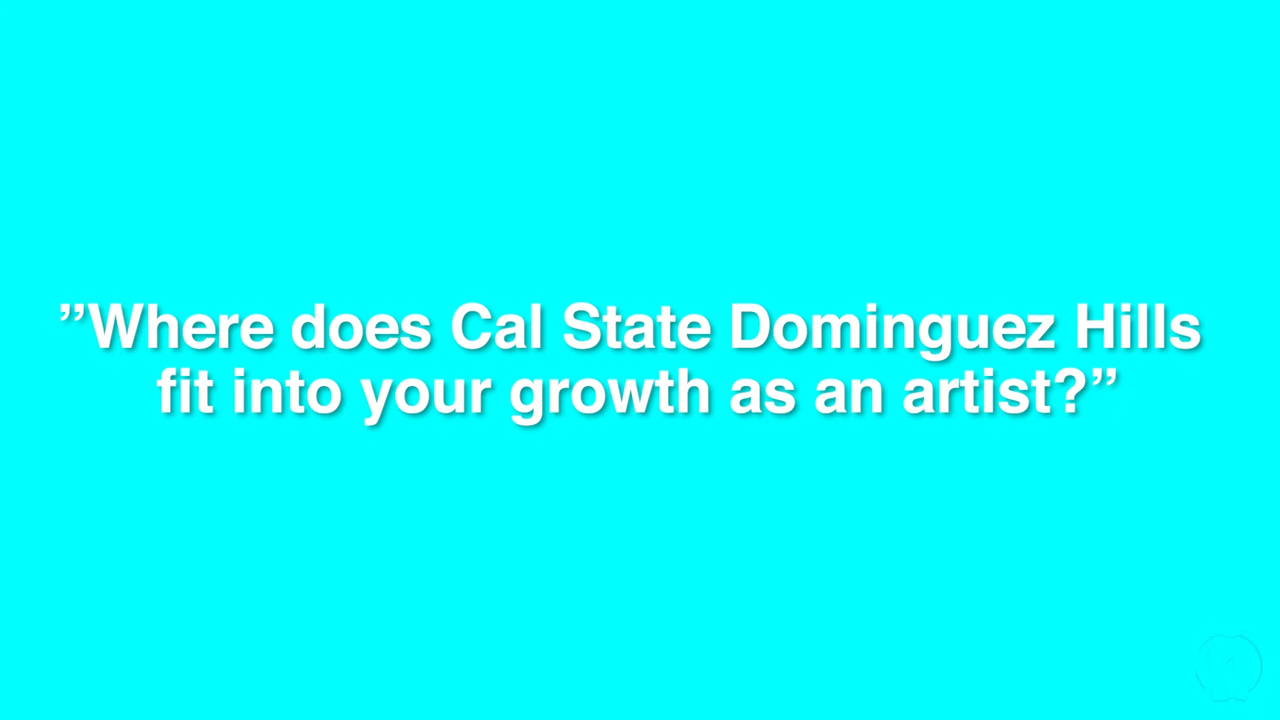 ”Where does Cal State Dominguez Hills
fit into your growth as an artist?”